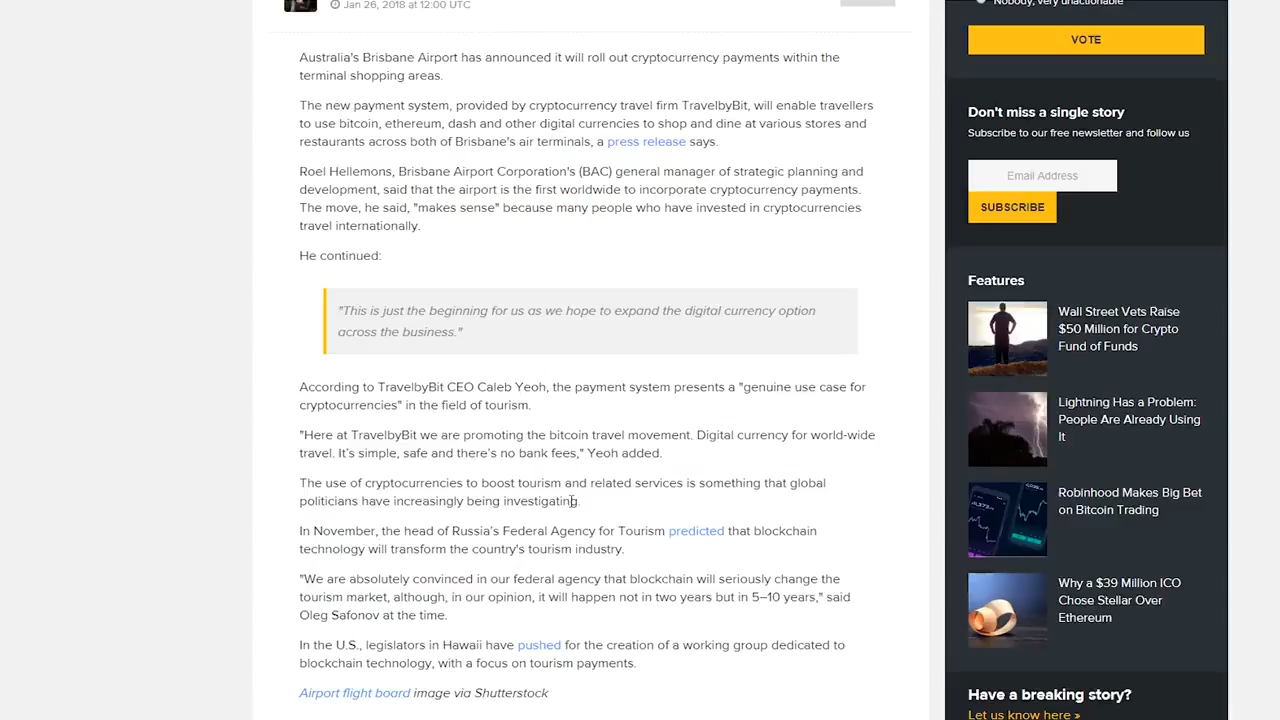 Jan 26, 2018 at 12:00 UTC
Australia's Brisbane Airport has announced it will roll out cryptocurrency payments within the
terminal shopping areas.
The new payment system, provided by cryptocurrency travel firm TravelbyBit, will enable travellers
to use bitcoin, ethereum, dash and other digital currencies to shop and dine at various stores and
restaurants across both of Brisbane's air terminals, a press release says.
Roel Hellemons, Brisbane Airport Corporation's (BAC) general manager of strategic planning and
development, said that the airport is the first worldwide to incorporate cryptocurrency payments.
The move, he said, "makes sense" because many people who have invested in cryptocurrencies
travel internationally.
He continued:
"This is just the beginning for us as we hope to expand the digital currency option
across the business."
According to TravelbyBit CEO Caleb Yeoh, the payment system presents a "genuine use case for
cryptocurrencies" in the field of tourism.
"Here at TravelbyBit we are promoting the bitcoin travel movement. Digital currency for world-wide
travel. It's simple, safe and there's no bank fees," Yeoh added.
The use of cryptocurrencies to boost tourism and related services is something that global
politicians have increasingly being investigating.
In November, the head of Russia's Federal Agency for Tourism predicted that blockchain
technology will transform the country's tourism industry.
"We are absolutely convinced in our federal agency that blockchain will seriously change the
tourism market, although, in our opinion, it will happen not in two years but in 5–10 years," said
Oleg Safonov at the time.
In the U.S., legislators in Hawaii have pushed for the creation of a working group dedicated to
blockchain technology, with a focus on tourism payments.
Airport flight board image via Shutterstock
Nobody, very unactionable
VOTE
Don't miss a single story
Subscribe to our free newsletter and follow us
Email Address
SUBSCRIBE
Features
Wall Street Vets Raise
$50 Million for Crypto
Fund of Funds
Lightning Has a Problem:
People Are Already Using
It
Robinhood Makes Big Bet
on Bitcoin Trading
Why a $39 Million ICO
Chose Stellar Over
Ethereum
Have a breaking story?
Let us know here »